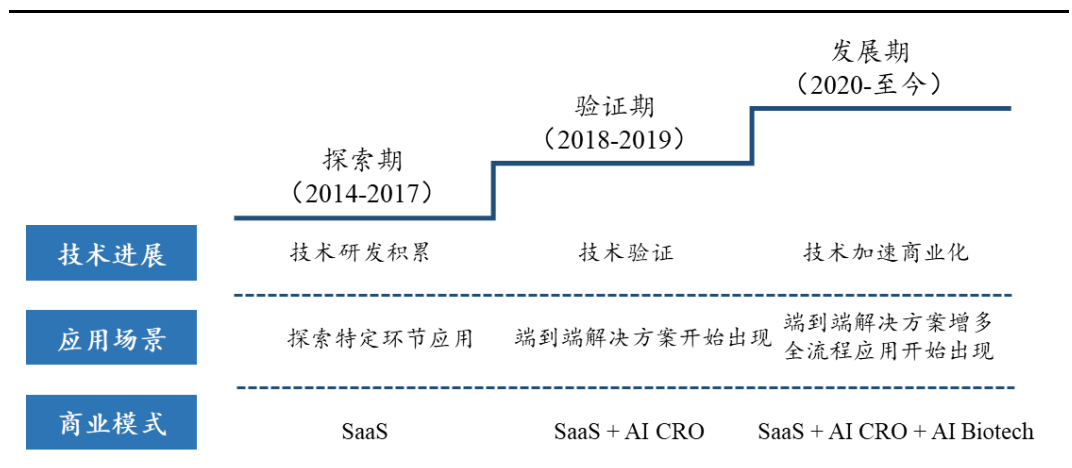 发展期
（2020-至今）
验证期
（2018-2019）
探索期
（2014-2017）
技术进展
技术研发积累
技术验证
技术加速商业化
应用场景
探索特定环节应用
端到端解决方案开始出现
端到端解决方案增多
全流程应用开始出现
商业模式
SaaS
SaaS + AI CRO
SaaS + AI CRO + AI Biotech